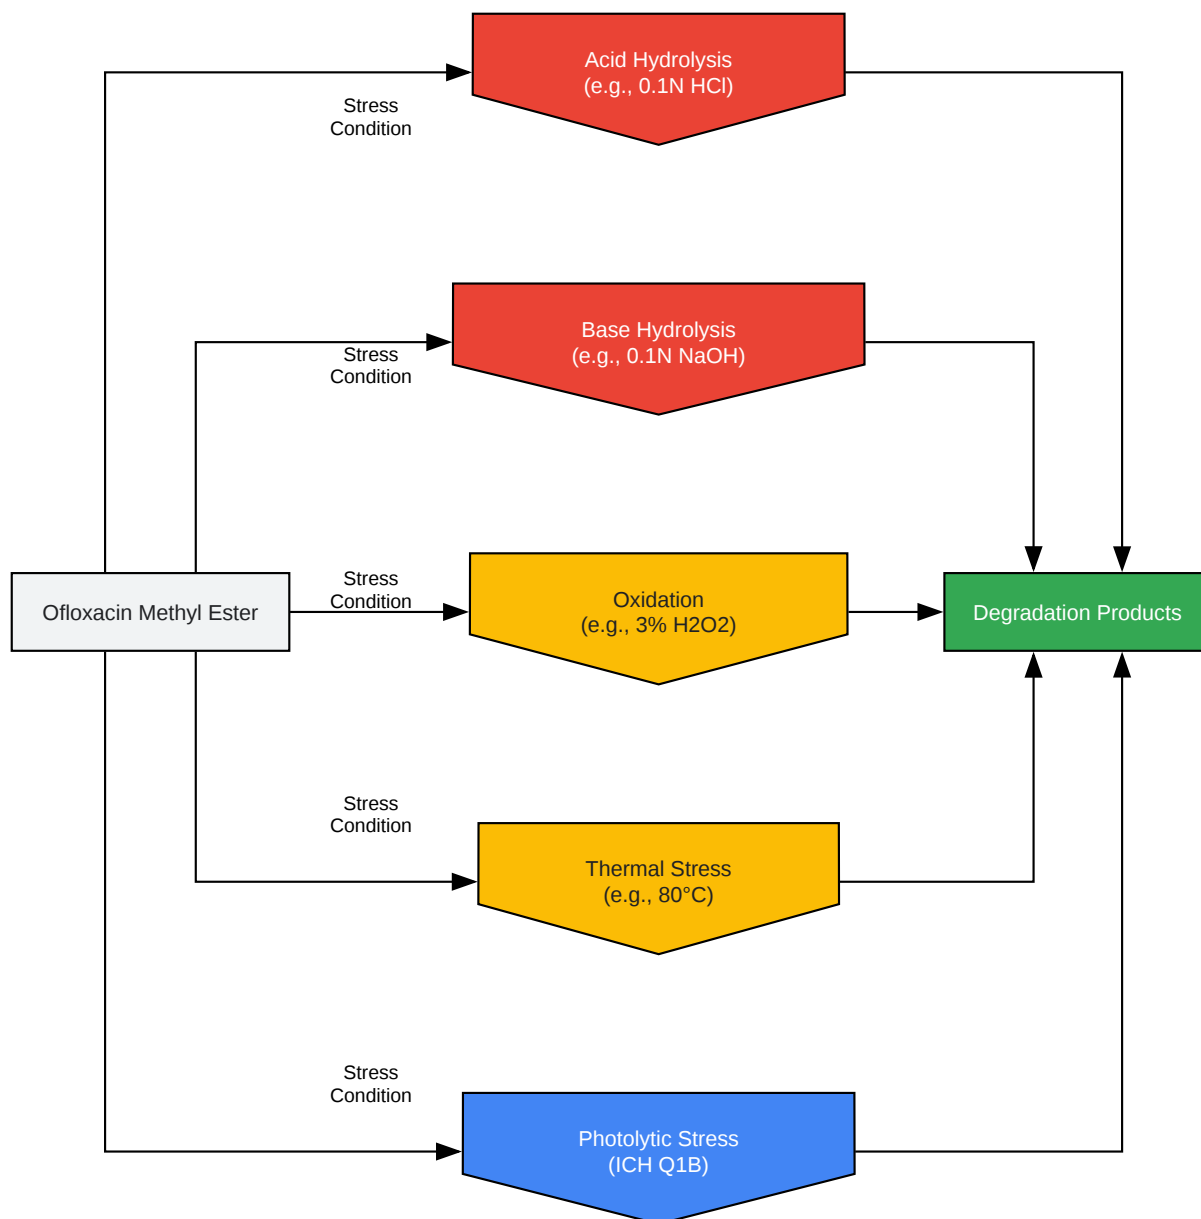 Acid Hydrolysis
(e.g., 0.1N HCl)
Stress
Condition
Base Hydrolysis
(e.g., 0.1N NaOH)
Stress
Condition
Stress
Condition
Oxidation
(e.g., 3% H2O2)
Ofloxacin Methyl Ester
Degradation Products
Stress
Condition
Thermal Stress
(e.g., 80°C)
Stress
Condition
Photolytic Stress
(ICH Q1B)